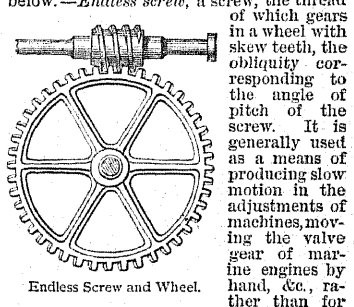 below.—Endless screw, a screw, the thread
of which gears
in a wheel with
skew teeth, the
obliquity cor-
responding to
the angle of
pitch of the
screw. It is
generally used
as a means of
producing slow
motion in the
adjustments of
machines, mov-
ing the valve
gear of mar-
ine engines by
hand, &c., ra-
ther than for
Endless Screw and Wheel.